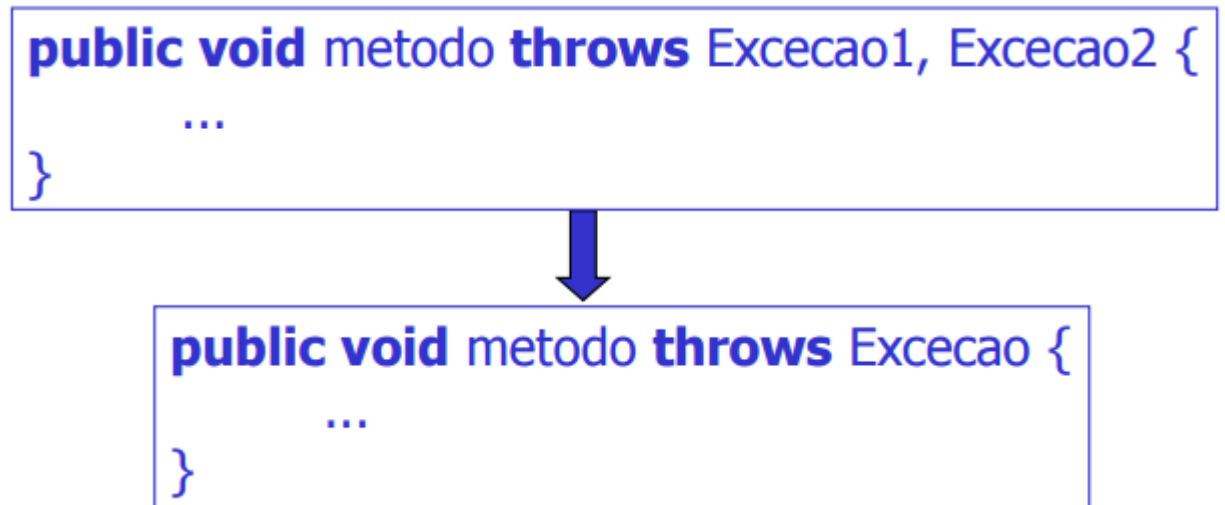 public void metodo throws Excecao1, Excecao2 {
...
}
public void metodo throws Excecao {
...
}